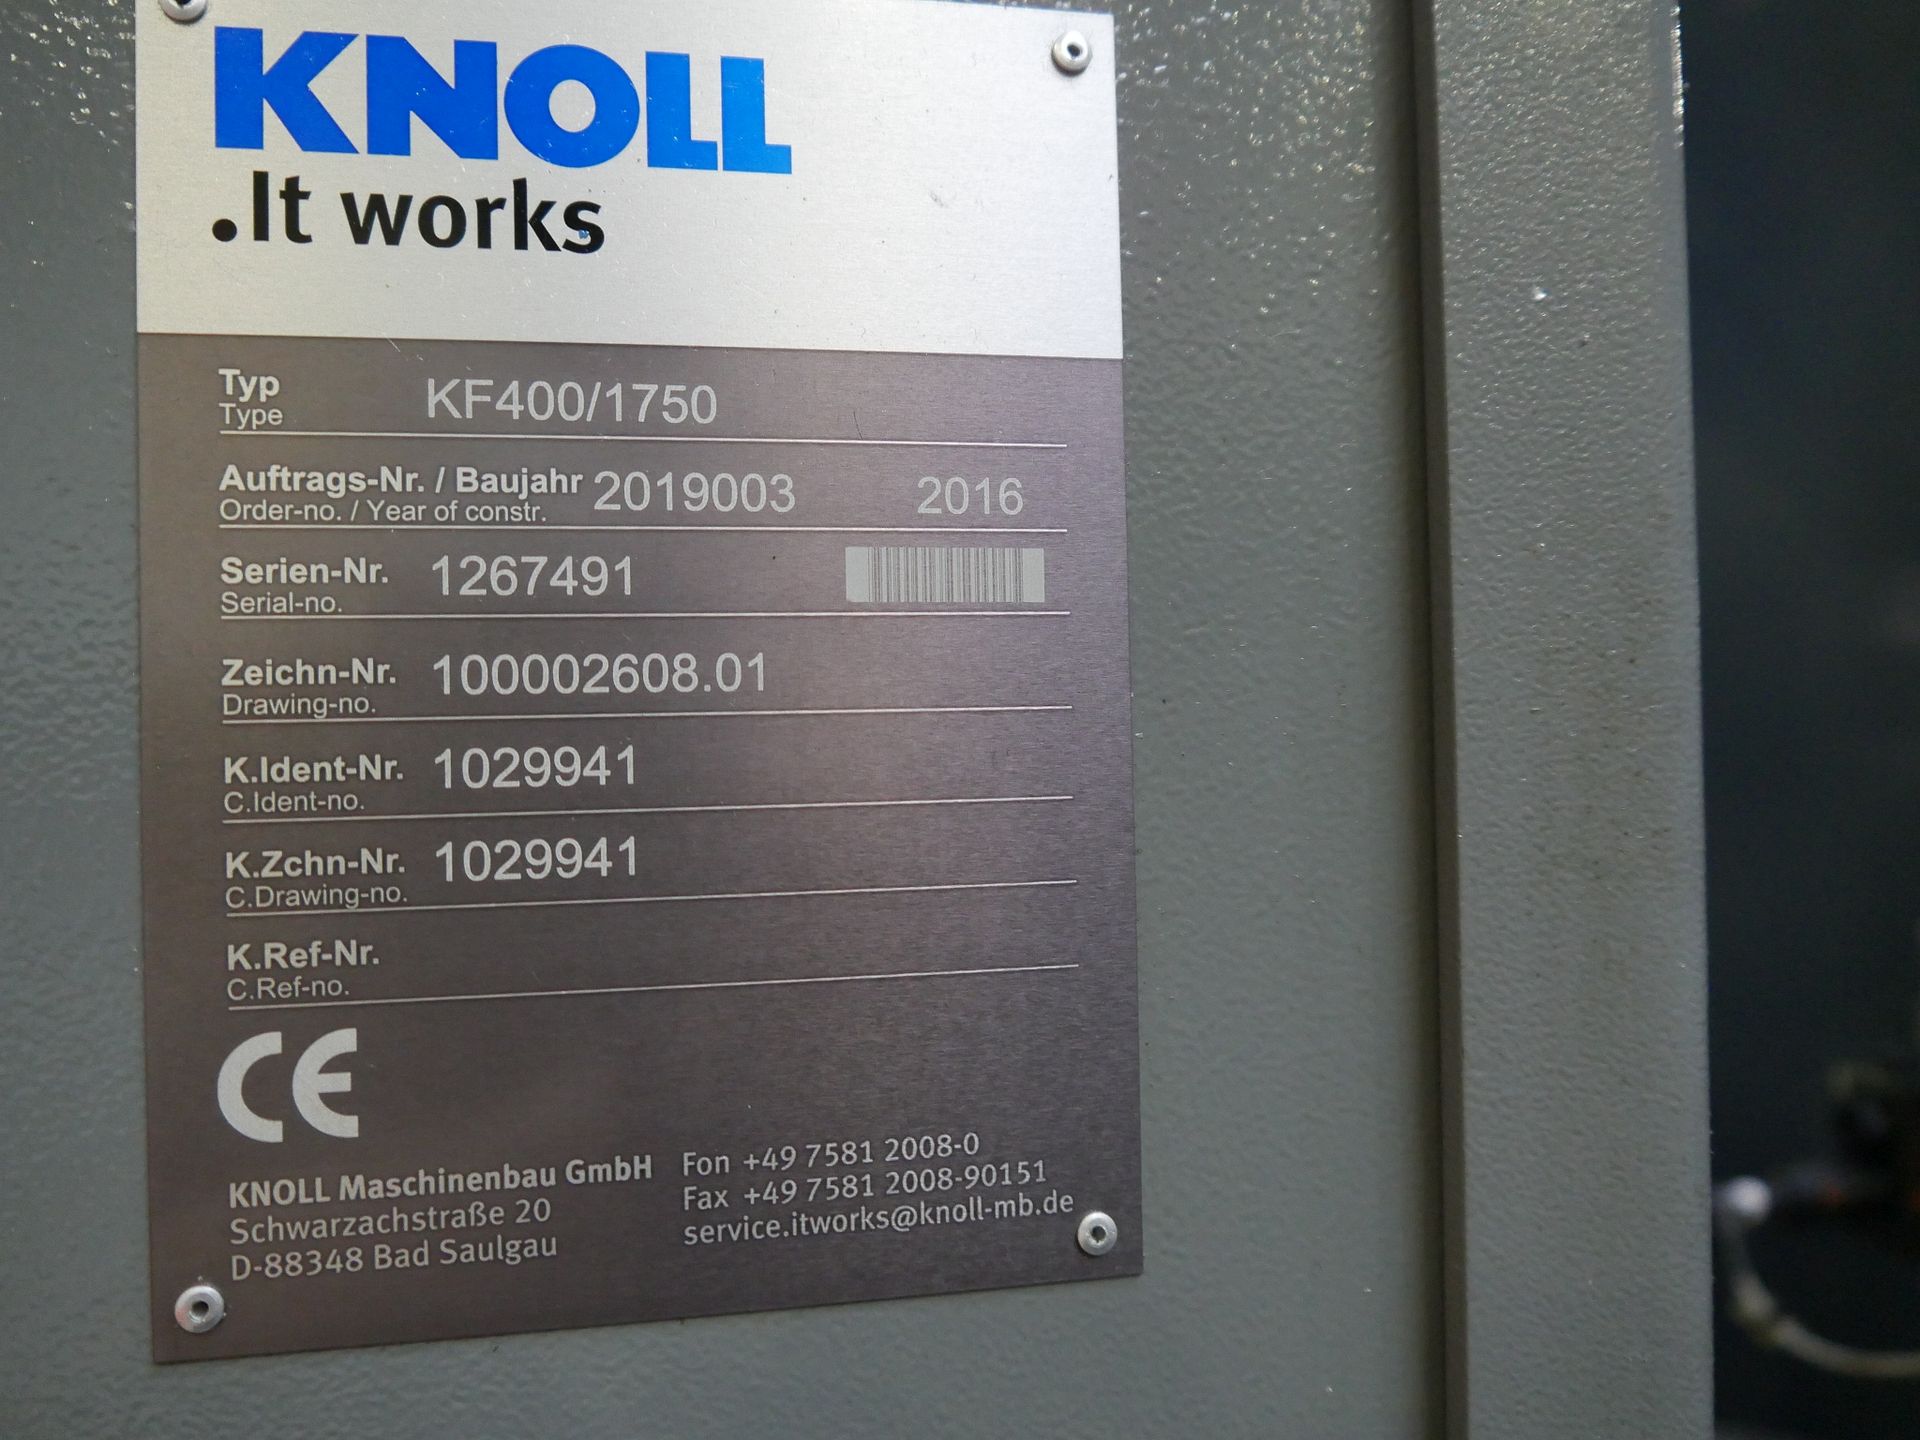 KNOLL
.It works
Typ KF400/1750
Type
Auftrags-Nr. / Baujahr 2019003 2016
Order-no. / Year of constr.
Serien-Nr. 1267491
Serial-no.
Zeichn-Nr. 100002608.01
Drawing-no.
K.Ident-Nr. 1029941
C.Ident-no.
K.Zchn-Nr. 1029941
C.Drawing-no.
K.Ref-Nr.
C.Ref-no.
CE
KNOLL Maschinenbau GmbH
Schwarzachstraße 20
D-88348 Bad Saulgau
Fon +49 7581 2008-0
Fax +49 7581 2008-90151
service.itworks@knoll-mb.de